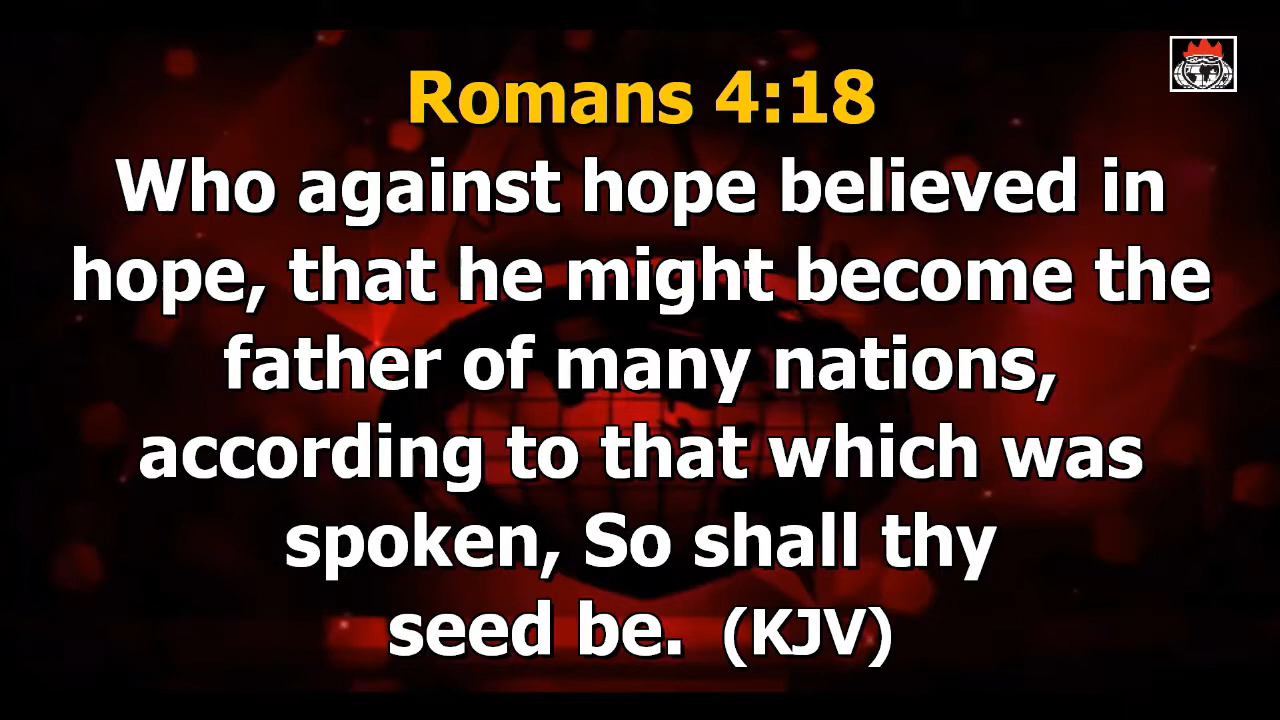 Romans 4:18
Who against hope believed in
hope, that he might become the
father of many nations,
according to that which was
spoken, So shall thy
seed be.  (KJV)